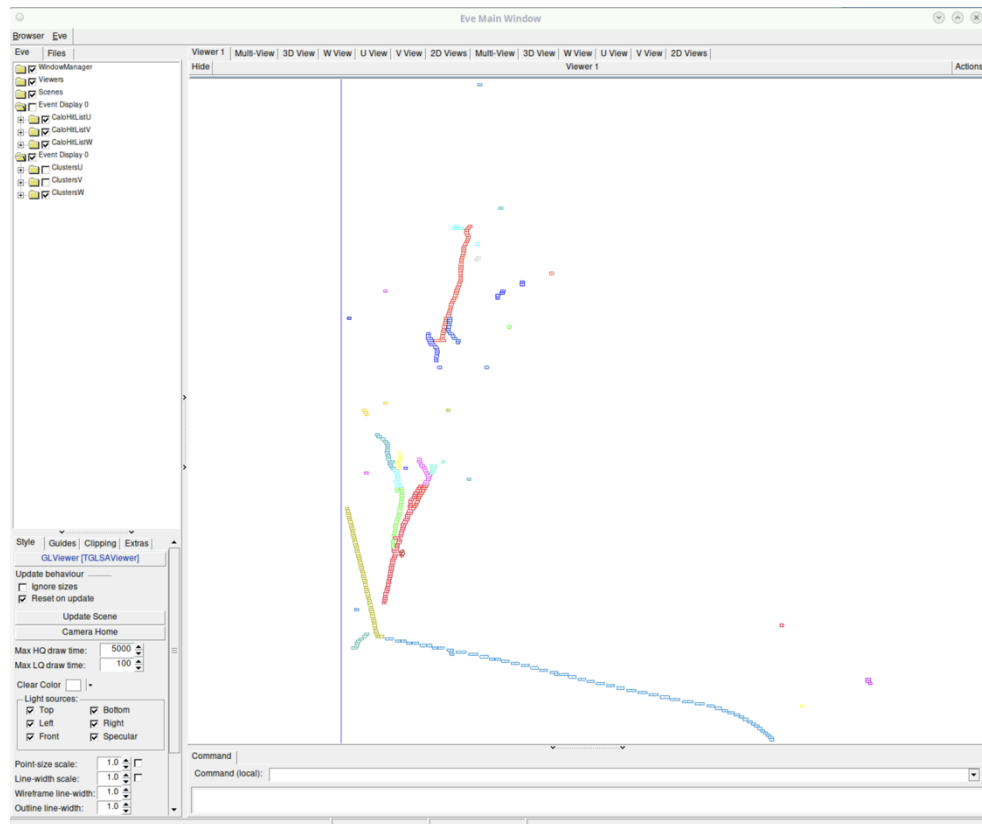 Eve Main Window
Browser Eve
Eve Files
Viewer 1 Multi-View 3D View W View U View V View 2D Views Multi-View 3D View W View U View V View 2D Views
Hide Viewer 1 Actions
WindowManager
Viewers
Scenes
Event Display 0
CaloHitListU
CaloHitListV
CaloHitListW
Event Display 0
ClustersU
ClustersV
ClustersW
Style Guides Clipping Extras
GLViewer [TGLSAViewer]
Update behaviour
Ignore sizes
Reset on update
Update Scene
Camera Home
Max HQ draw time: 5000
Max LQ draw time: 100
Clear Color
Light sources:
Top Bottom
Left Right
Front Specular
Point-size scale: 1.0
Line-width scale: 1.0
Wireframe line-width: 1.0
Outline line-width: 1.0
Command
Command (local):